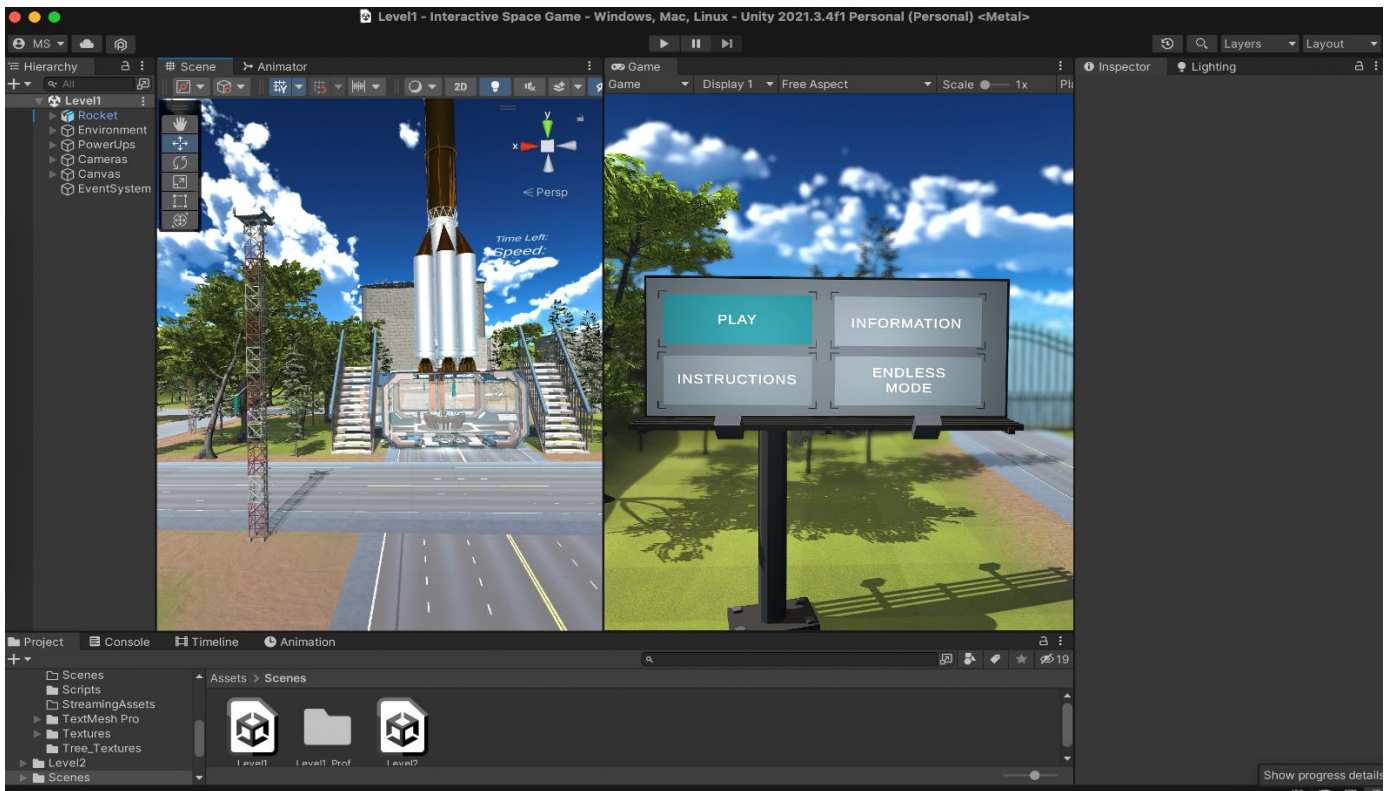 Level1 - Interactive Space Game - Windows, Mac, Linux - Unity 2021.3.4f1 Personal (Personal) <Metal>
MS
Layers
Layout
Hierarchy
Scene
Animator
Game
Inspector
Lighting
All
2D
Game
Display 1
Free Aspect
Scale
1x
Level1
Rocket
Environment
PowerUps
Cameras
Canvas
EventSystem
y
x
Persp
Time Left:
Speed:
PLAY
INFORMATION
INSTRUCTIONS
ENDLESS
MODE
Project
Console
Timeline
Animation
19
Scenes
Scripts
StreamingAssets
TextMesh Pro
Textures
Tree_Textures
Level2
Scenes
Assets > Scenes
Level1
Level1_Prof
Level2
Show progress details